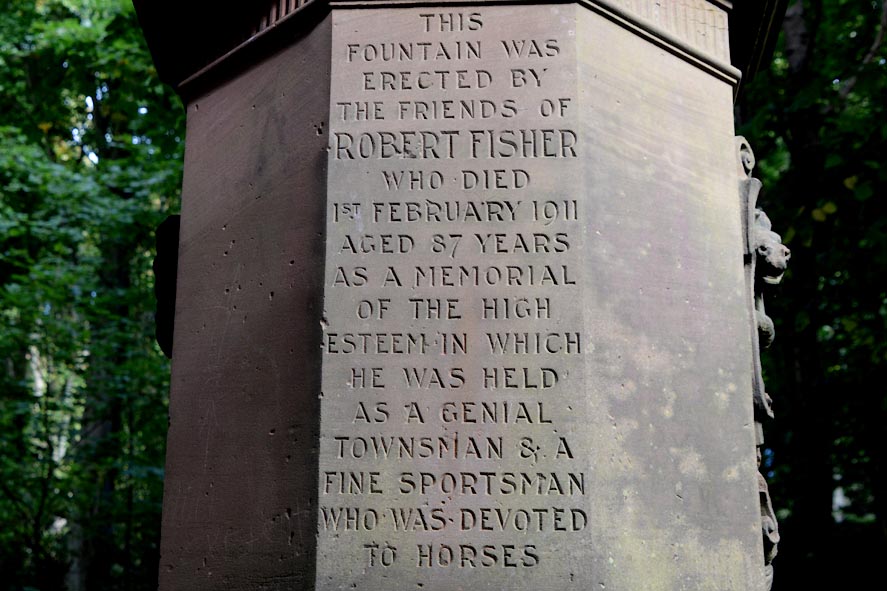 THIS
FOUNTAIN WAS
ERECTED BY
THE FRIENDS OF
ROBERT FISHER
WHO DIED
1ST FEBRUARY 1911
AGED 87 YEARS
AS A MEMORIAL
OF THE HIGH
ESTEEM IN WHICH
HE WAS HELD
AS A GENIAL
TOWNSMAN & A
FINE SPORTSMAN
WHO WAS DEVOTED
TO HORSES